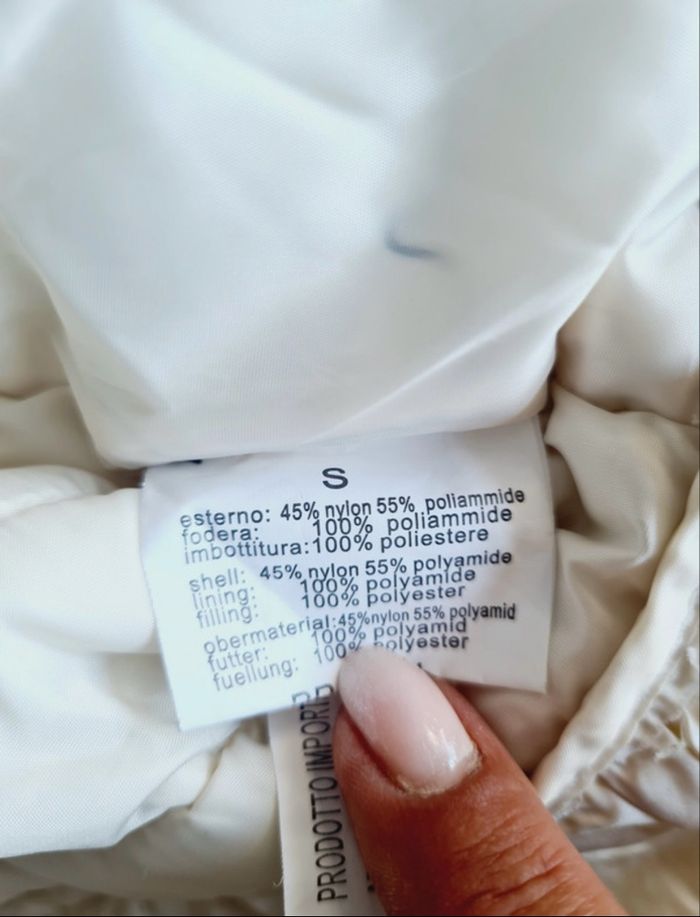 S
esterno: 45% nylon 55% poliammide
fodera: 100% poliammide
imbottitura:100% poliestere
shell: 45% nylon 55% polyamide
lining: 100% polyamide
filling: 100% polyester
obermaterial:45%nylon 55% polyamid
futter: 100% polyamid
fuellung: 100% polyester
PRODOTTO IMPORT